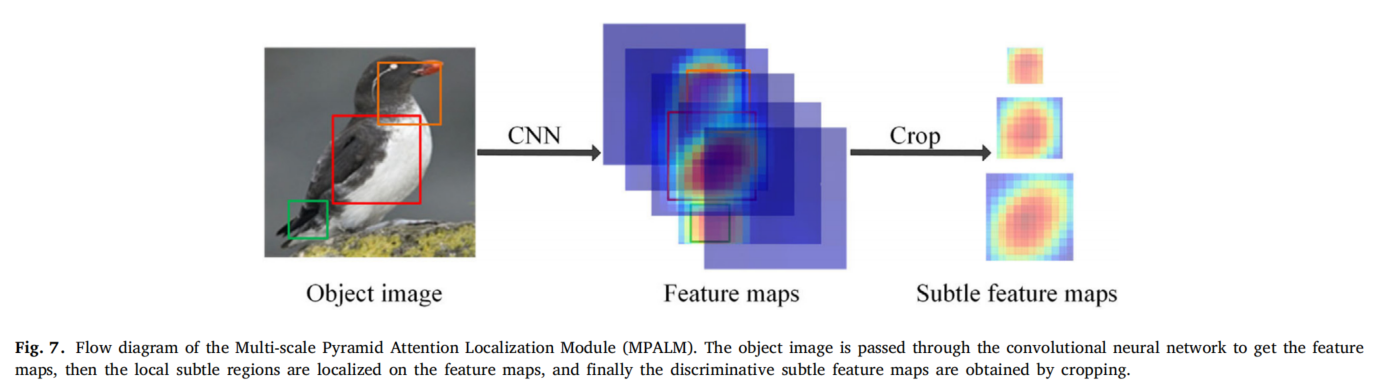 CNN
Crop
Object image
Feature maps
Subtle feature maps
Fig. 7. Flow diagram of the Multi-scale Pyramid Attention Localization Module (MPALM). The object image is passed through the convolutional neural network to get the feature
maps, then the local subtle regions are localized on the feature maps, and finally the discriminative subtle feature maps are obtained by cropping.